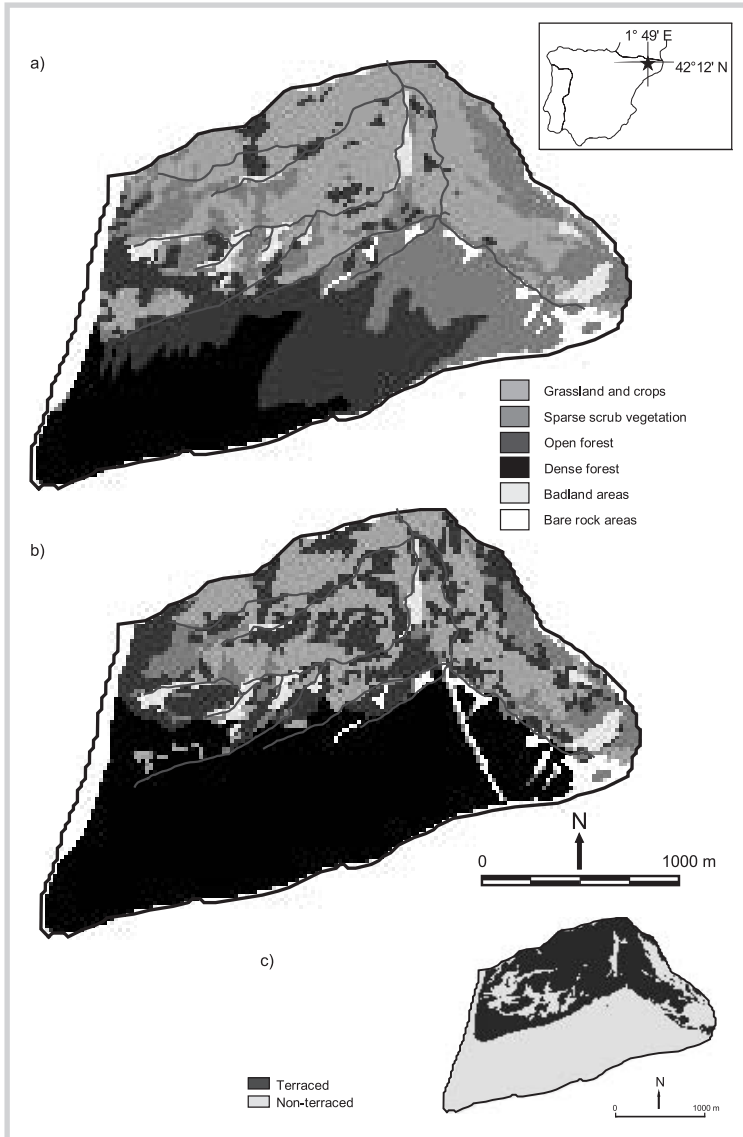 a)
1° 49' E
42°12' N
Grassland and crops
Sparse scrub vegetation
Open forest
Dense forest
Badland areas
Bare rock areas
b)
N
0 1000 m
c)
Terraced
Non-terraced
N
0 1000 m